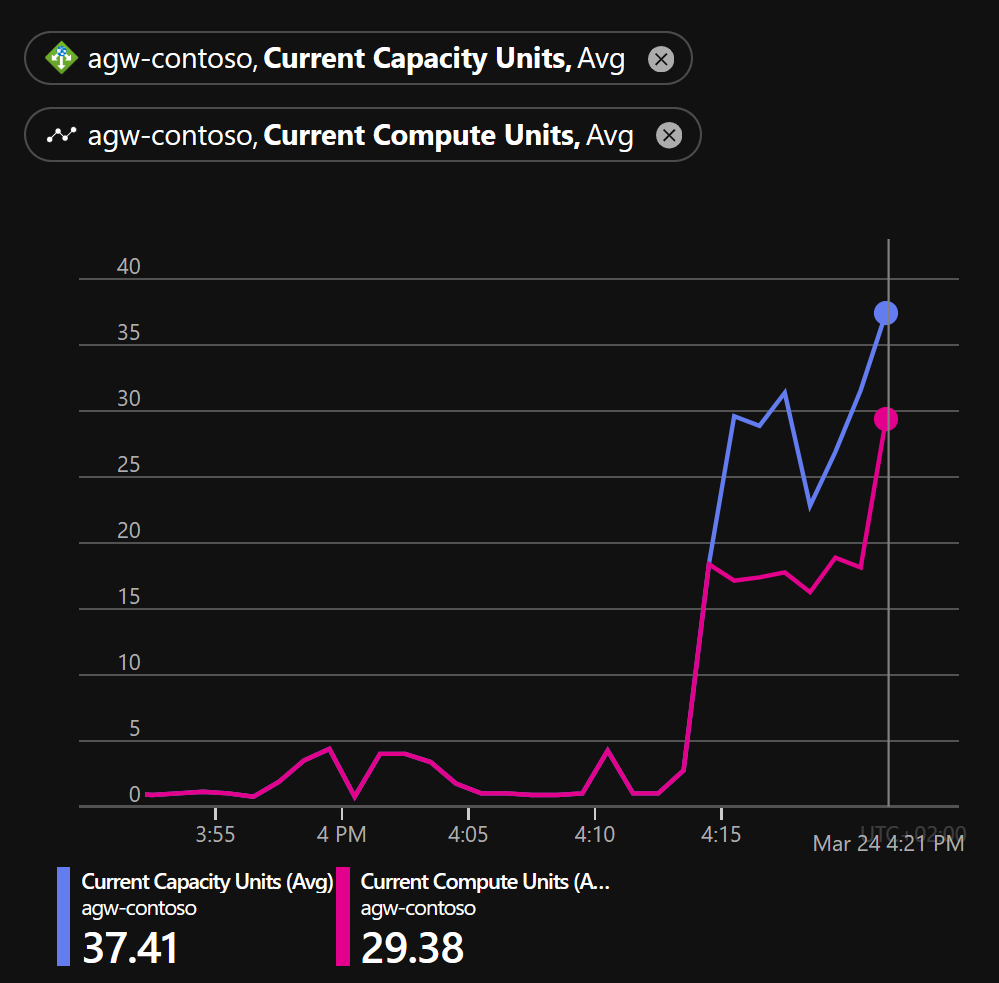 agw-contoso, Current Capacity Units, Avg
agw-contoso, Current Compute Units, Avg
40
35
30
25
20
15
10
5
0
3:55
4 PM
4:05
4:10
4:15
UTC+02:00
Mar 24 4:21 PM
Current Capacity Units (Avg)
agw-contoso
37.41
Current Compute Units (A...
agw-contoso
29.38